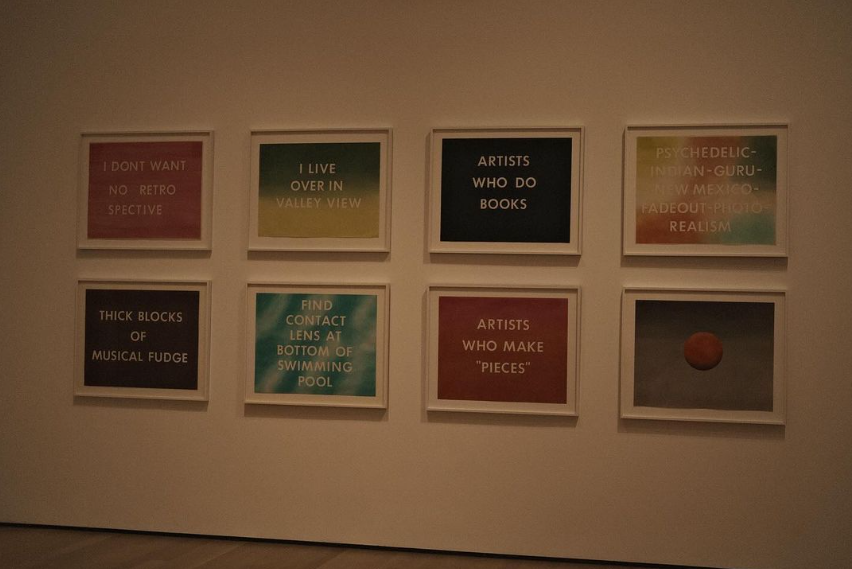 I DONT WANT
NO RETRO
SPECTIVE
I LIVE
OVER IN
VALLEY VIEW
ARTISTS
WHO DO
BOOKS
PSYCHEDELIC-
INDIAN-GURU-
NEW MEXICO-
FADEOUT-PHOTO-
REALISM
THICK BLOCKS
OF
MUSICAL FUDGE
FIND
CONTACT
LENS AT
BOTTOM OF
SWIMMING
POOL
ARTISTS
WHO MAKE
"PIECES"